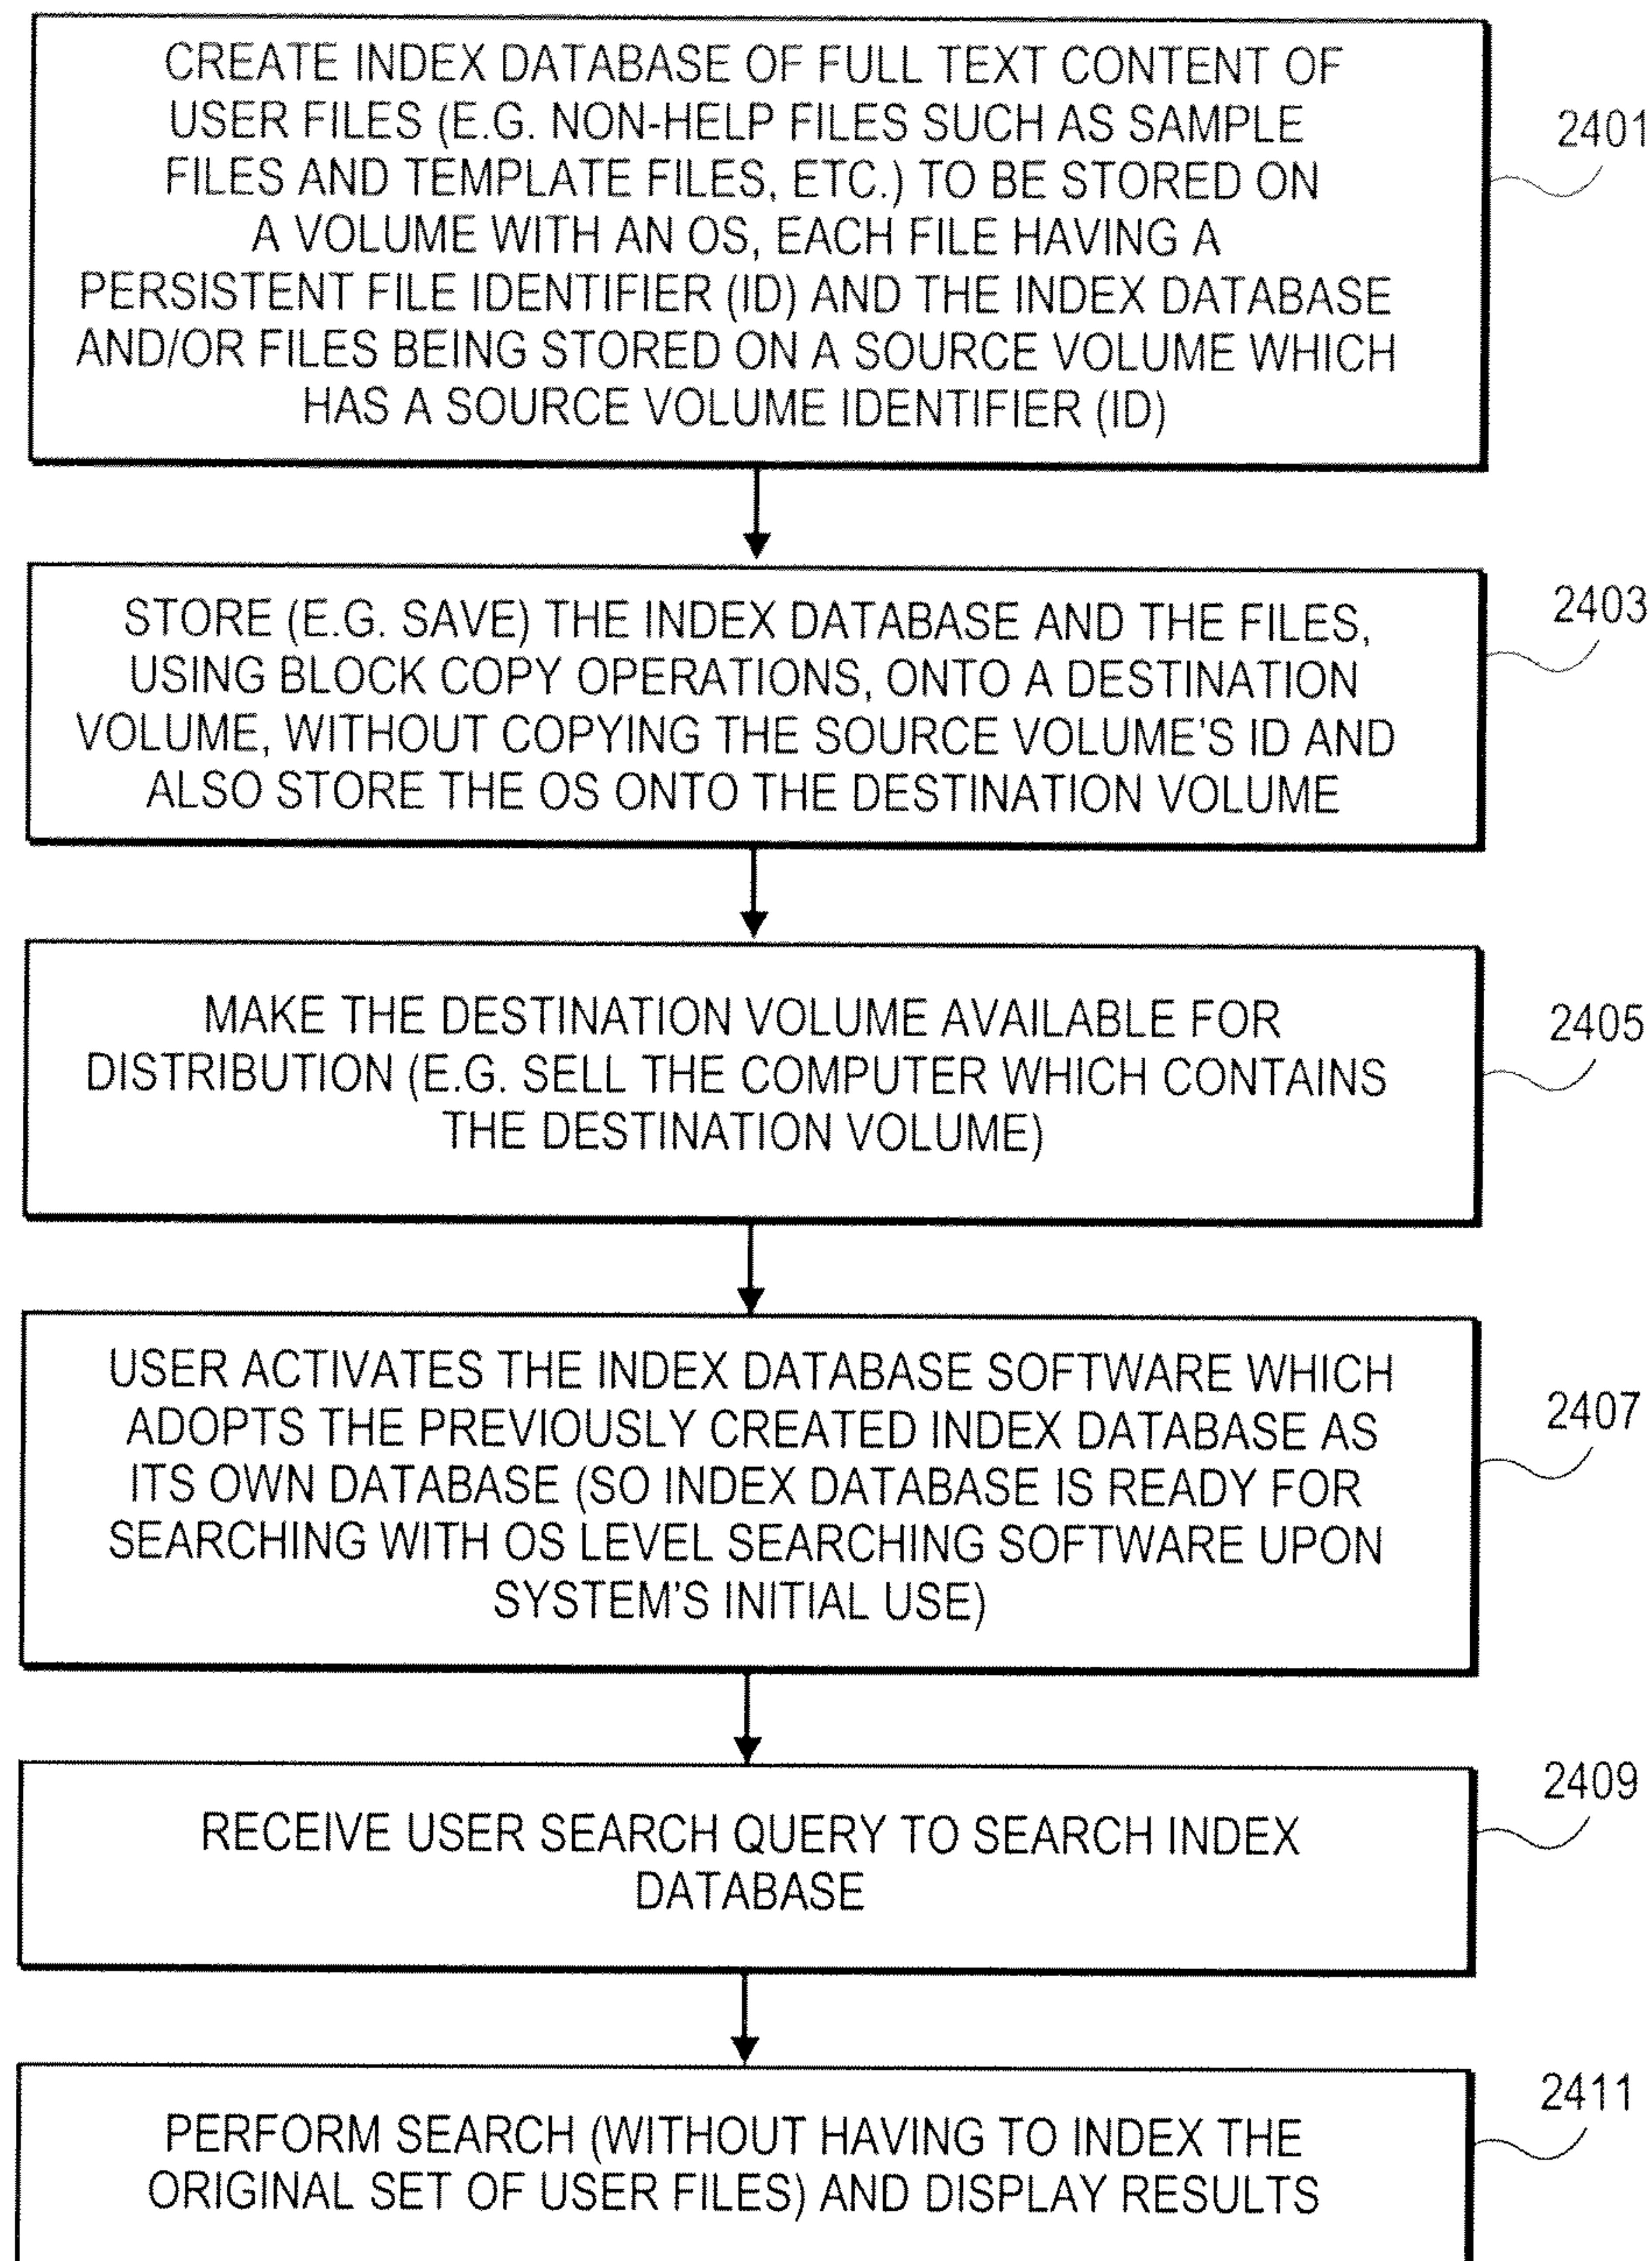 CREATE INDEX DATABASE OF FULL TEXT CONTENT OF
USER FILES (E.G. NON-HELP FILES SUCH AS SAMPLE
FILES AND TEMPLATE FILES, ETC.) TO BE STORED ON
A VOLUME WITH AN OS, EACH FILE HAVING A
PERSISTENT FILE IDENTIFIER (ID) AND THE INDEX DATABASE
AND/OR FILES BEING STORED ON A SOURCE VOLUME WHICH
HAS A SOURCE VOLUME IDENTIFIER (ID)
2401
STORE (E.G. SAVE) THE INDEX DATABASE AND THE FILES,
USING BLOCK COPY OPERATIONS, ONTO A DESTINATION
VOLUME, WITHOUT COPYING THE SOURCE VOLUME'S ID AND
ALSO STORE THE OS ONTO THE DESTINATION VOLUME
2403
MAKE THE DESTINATION VOLUME AVAILABLE FOR
DISTRIBUTION (E.G. SELL THE COMPUTER WHICH CONTAINS
THE DESTINATION VOLUME)
2405
USER ACTIVATES THE INDEX DATABASE SOFTWARE WHICH
ADOPTS THE PREVIOUSLY CREATED INDEX DATABASE AS
ITS OWN DATABASE (SO INDEX DATABASE IS READY FOR
SEARCHING WITH OS LEVEL SEARCHING SOFTWARE UPON
SYSTEM'S INITIAL USE)
2407
RECEIVE USER SEARCH QUERY TO SEARCH INDEX
DATABASE
2409
PERFORM SEARCH (WITHOUT HAVING TO INDEX THE
ORIGINAL SET OF USER FILES) AND DISPLAY RESULTS
2411